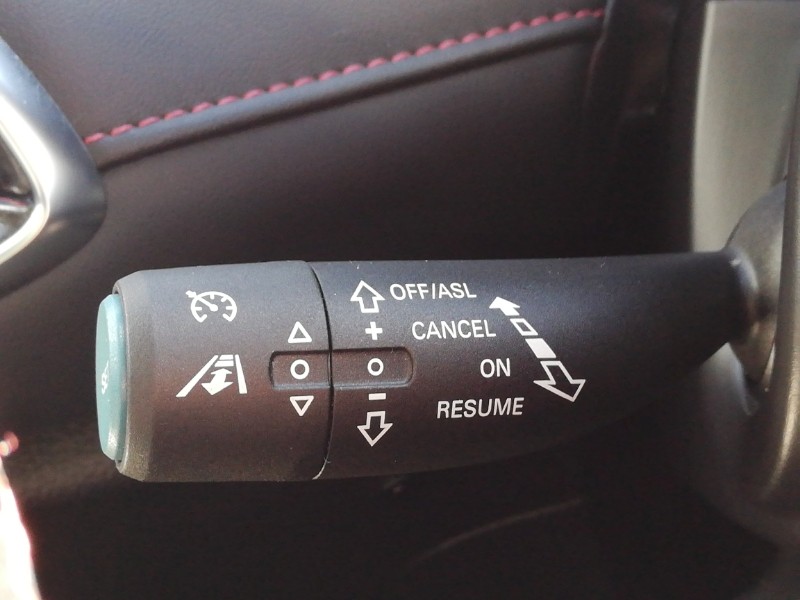 OFF/ASL
+ CANCEL
ON
- RESUME